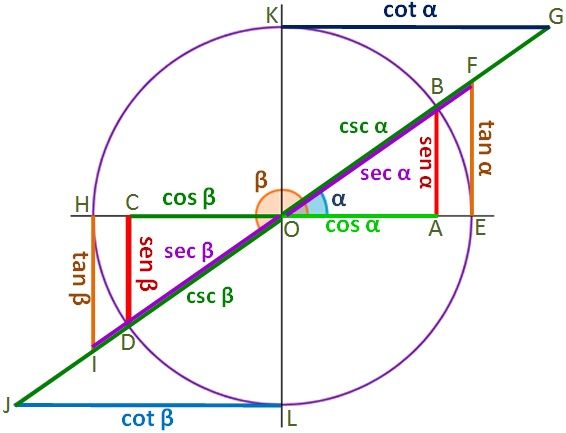 cot α
K
G
F
B
csc α
tan α
sec α
sen α
β
α
H
C
cos β
O
cos α
A
E
tan β
sen β
sec β
csc β
D
I
J
cot β
L